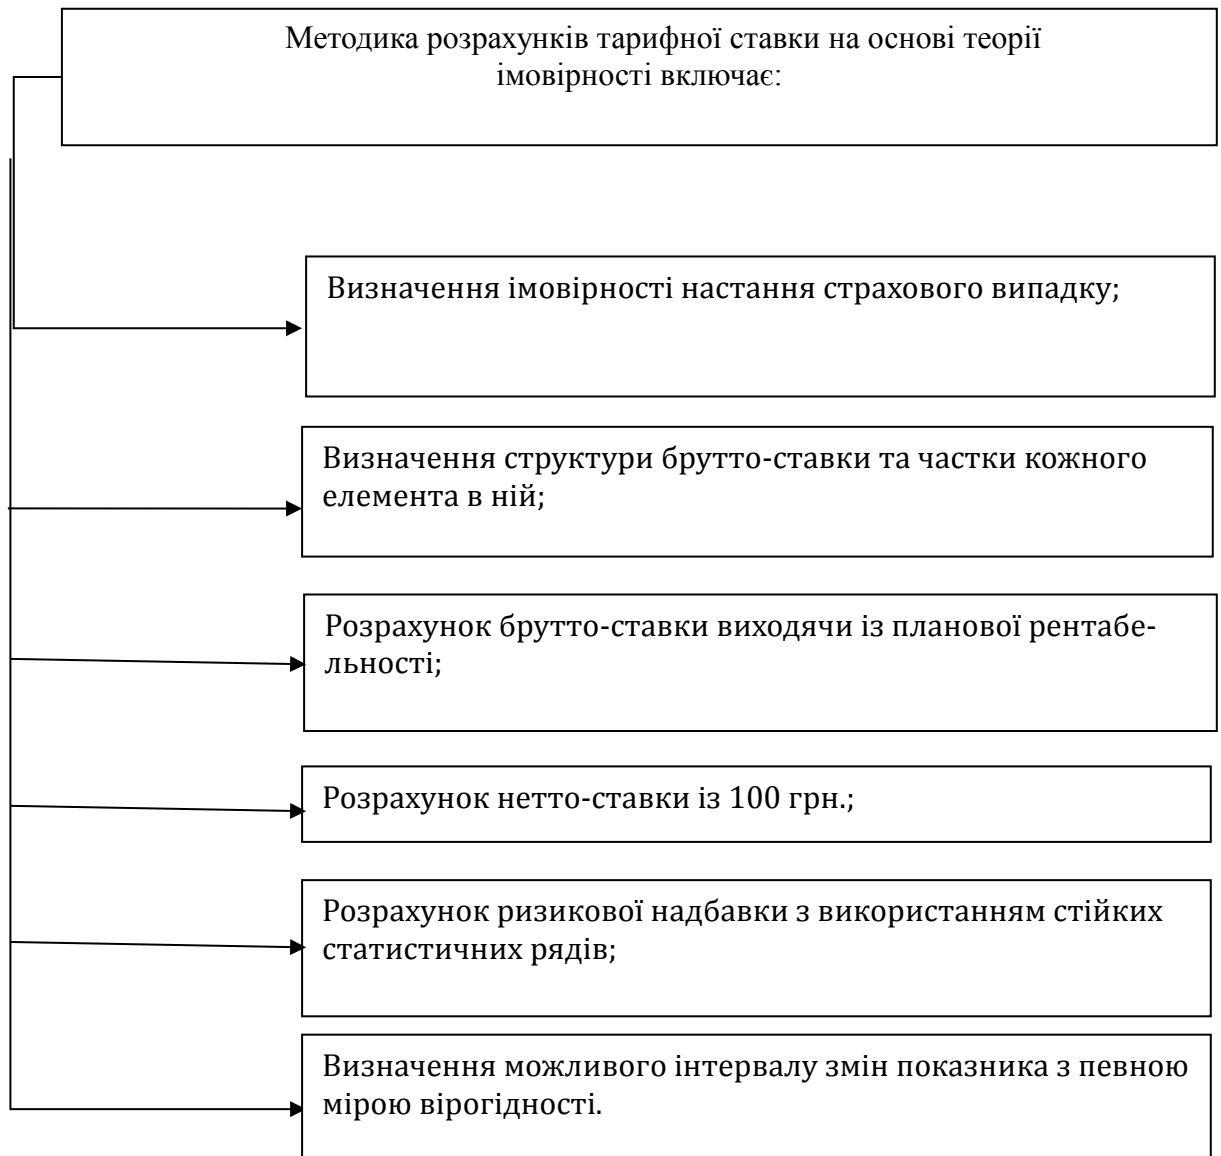 Методика розрахунків тарифної ставки на основі теорії
імовірності включає:
Визначення імовірності настання страхового випадку;
Визначення структури брутто-ставки та частки кожного
елемента в ній;
Розрахунок брутто-ставки виходячи із планової рентабе-
льності;
Розрахунок нетто-ставки із 100 грн.;
Розрахунок ризикової надбавки з використанням стійких
статистичних рядів;
Визначення можливого інтервалу змін показника з певною
мірою вірогідності.